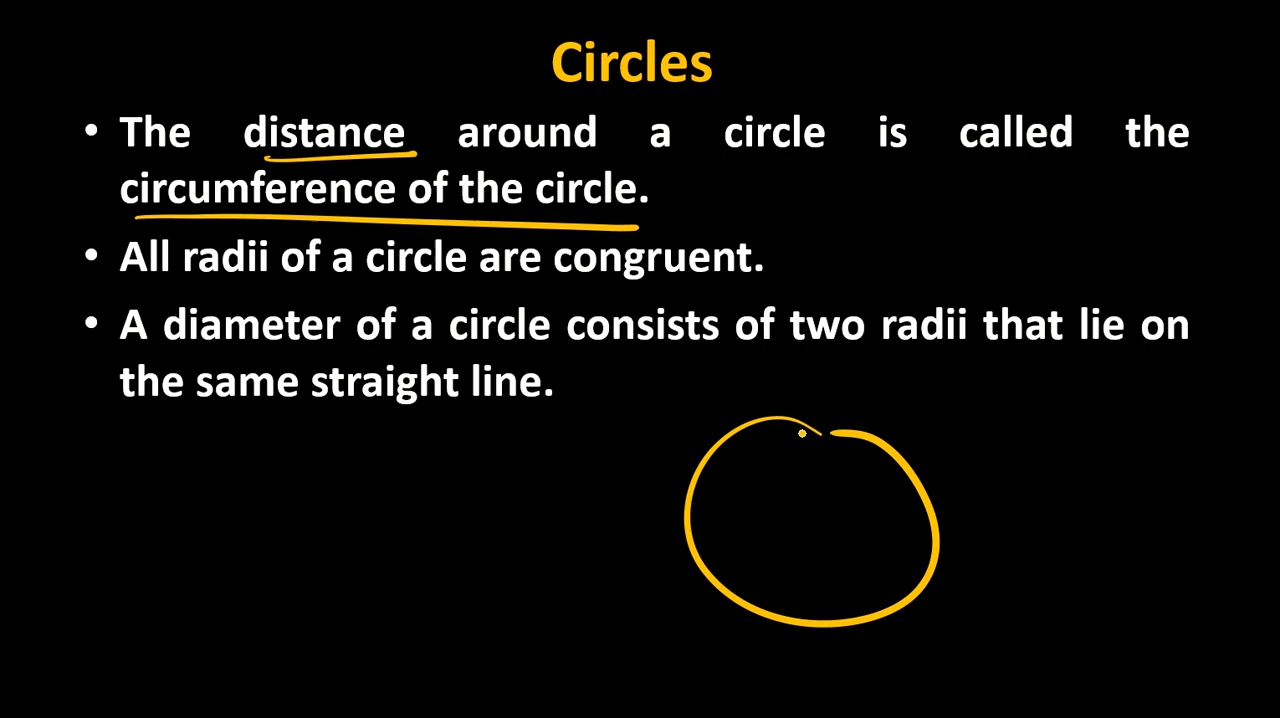 Circles
• The distance around a circle is called the
circumference of the circle.
• All radii of a circle are congruent.
• A diameter of a circle consists of two radii that lie on
the same straight line.